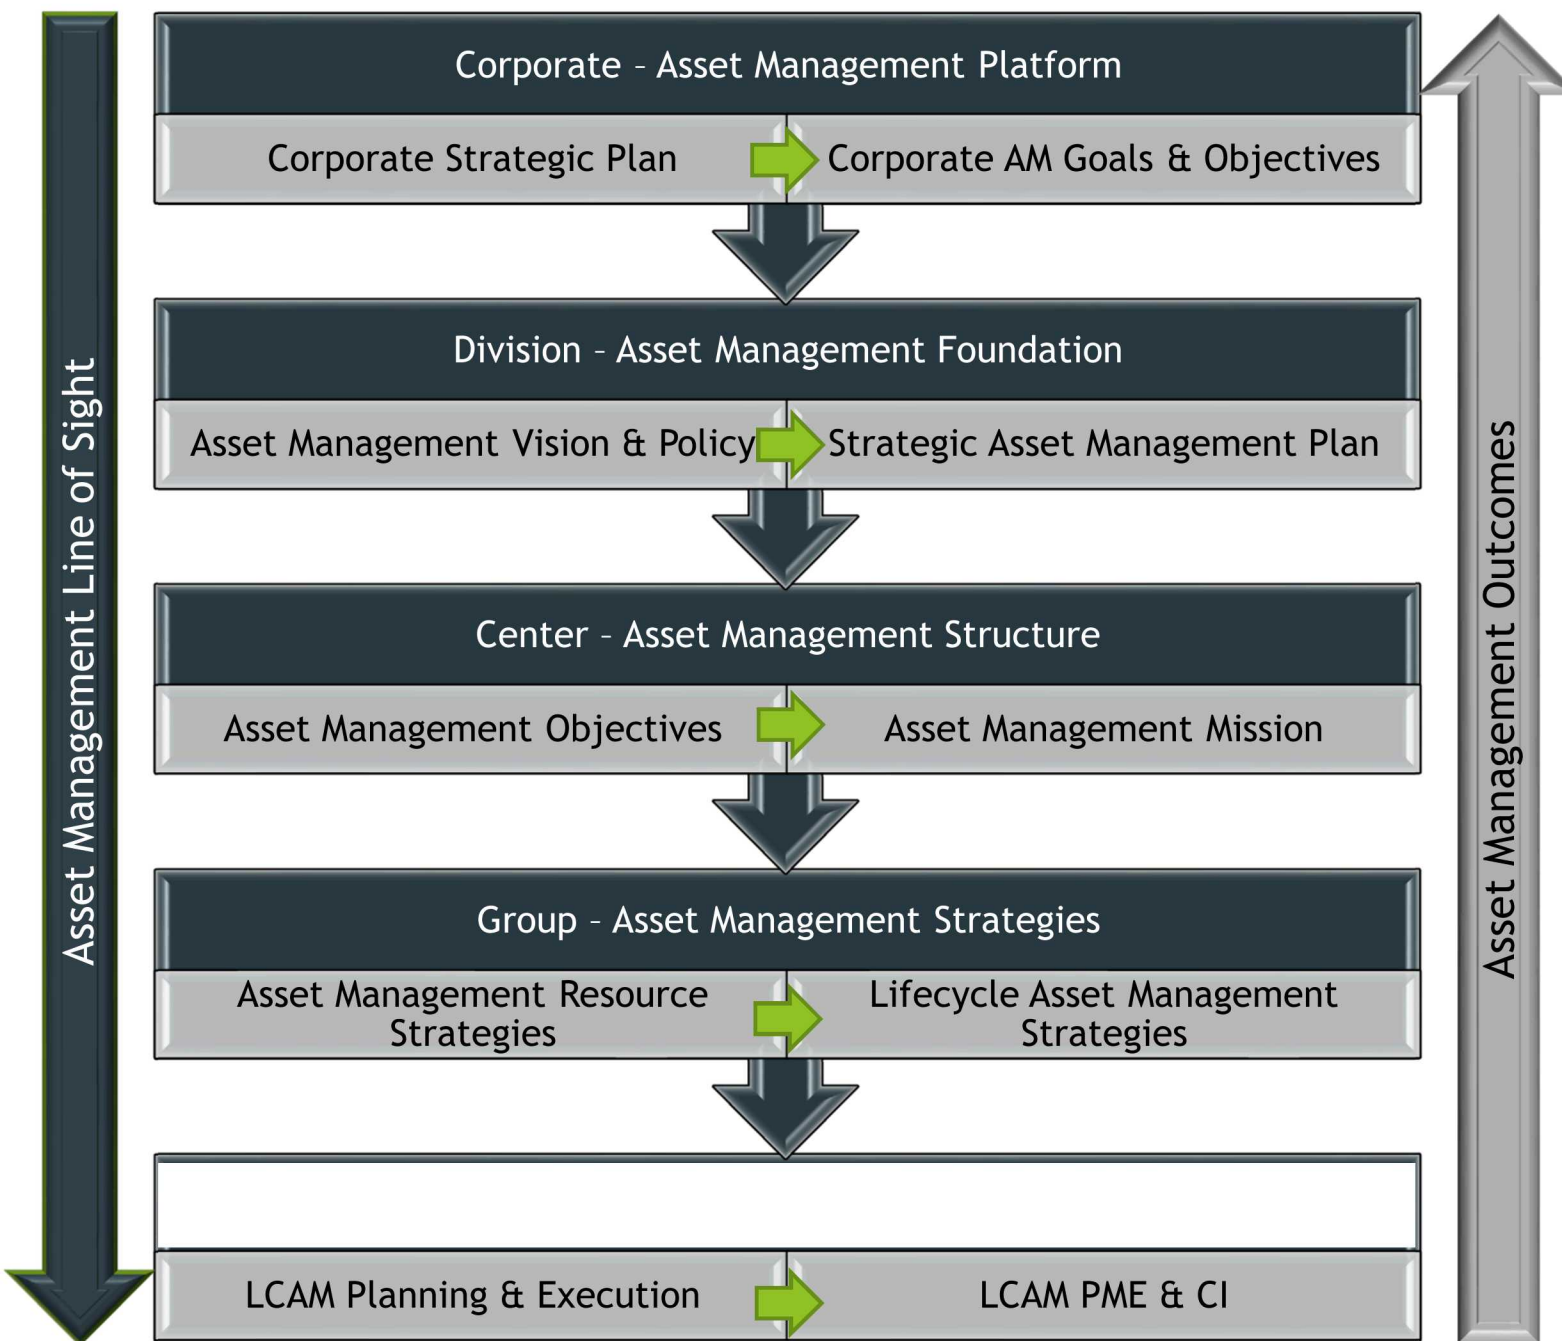 Corporate – Asset Management Platform
Corporate Strategic Plan
Corporate AM Goals & Objectives
Division – Asset Management Foundation
Asset Management Vision & Policy
Strategic Asset Management Plan
Center – Asset Management Structure
Asset Management Objectives
Asset Management Mission
Group – Asset Management Strategies
Asset Management Resource
Strategies
Lifecycle Asset Management
Strategies
LCAM Planning & Execution
LCAM PME & CI
Asset Management Line of Sight
Asset Management Outcomes